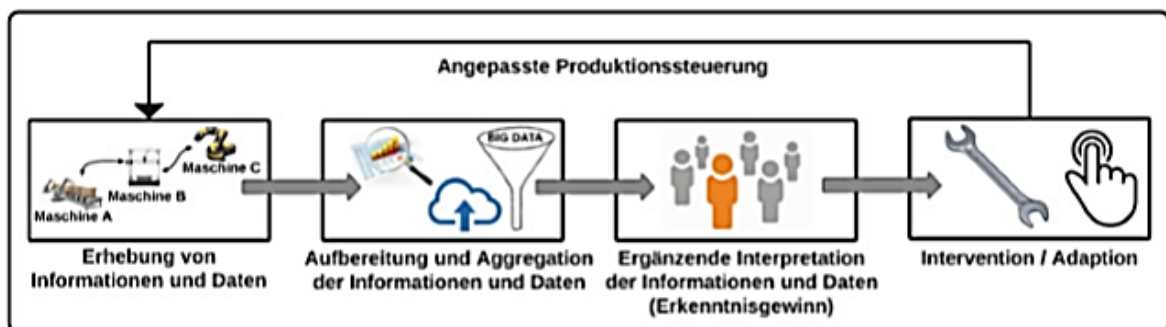 Angepasste Produktionssteuerung
BIG DATA
Maschine C
Maschine B
Maschine A
Erhebung von
Informationen und Daten
Aufbereitung und Aggregation
der Informationen und Daten
Ergänzende Interpretation
der Informationen und Daten
(Erkenntnisgewinn)
Intervention / Adaption